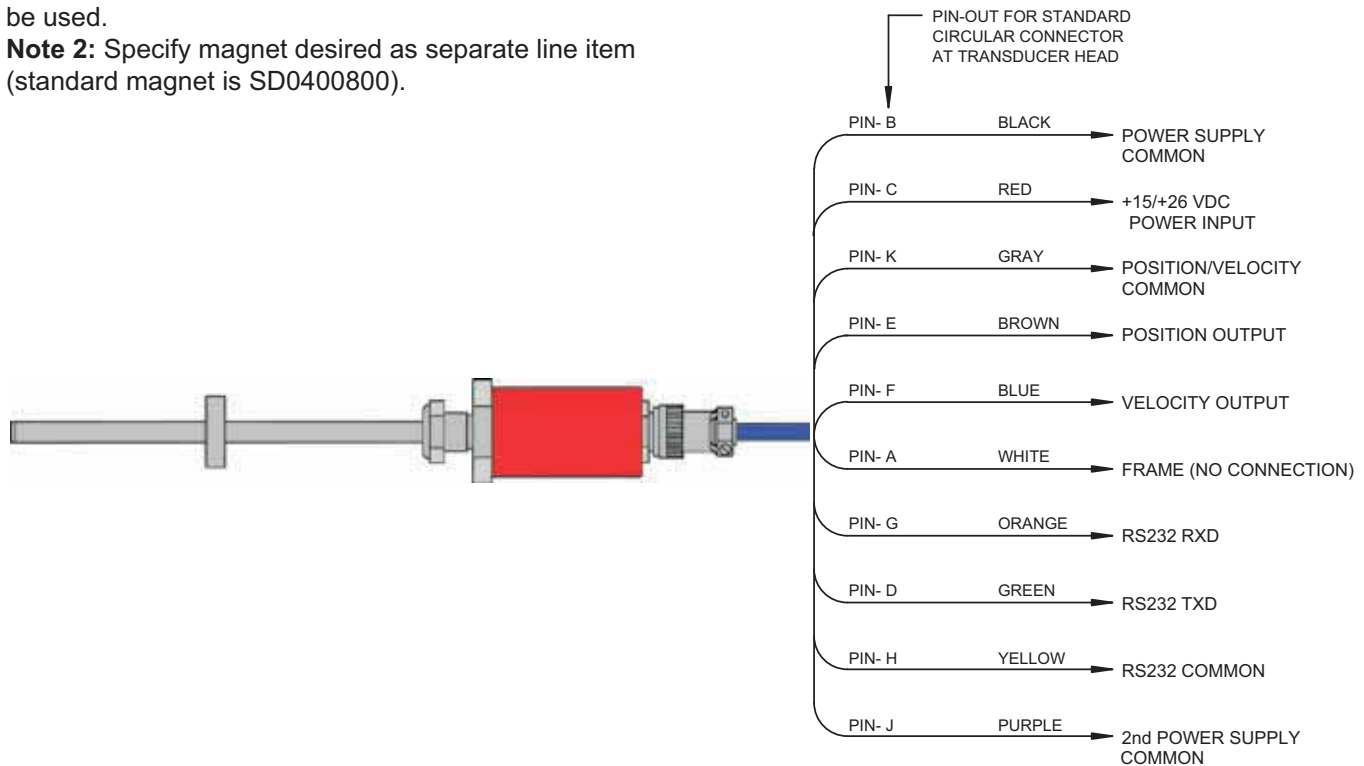 be used.
Note 2: Specify magnet desired as separate line item
(standard magnet is SD0400800).
PIN-OUT FOR STANDARD
CIRCULAR CONNECTOR
AT TRANSDUCER HEAD
PIN- B BLACK POWER SUPPLY
COMMON
PIN- C RED +15/+26 VDC
POWER INPUT
PIN- K GRAY POSITION/VELOCITY
COMMON
PIN- E BROWN POSITION OUTPUT
PIN- F BLUE VELOCITY OUTPUT
PIN- A WHITE FRAME (NO CONNECTION)
PIN- G ORANGE RS232 RXD
PIN- D GREEN RS232 TXD
PIN- H YELLOW RS232 COMMON
PIN- J PURPLE 2nd POWER SUPPLY
COMMON